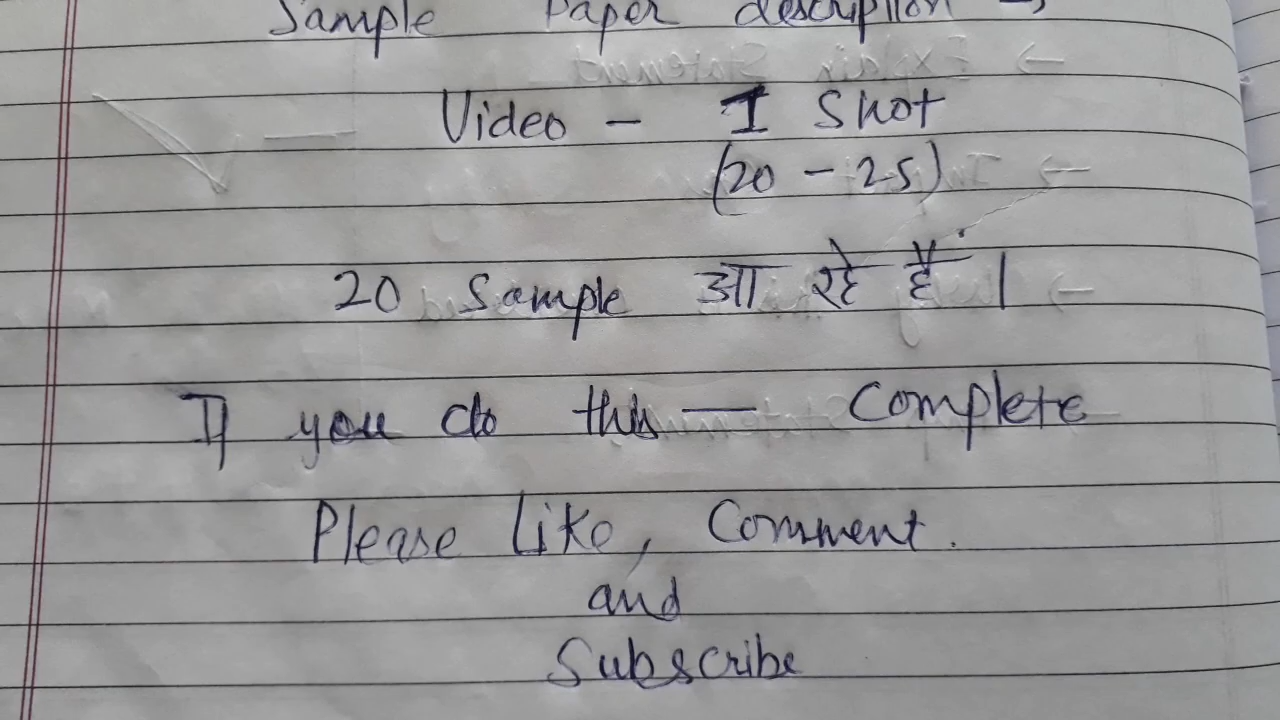 Sample Paper description →
Video - 1 Shot
(20 - 25)
20 Sample आ रहे हैं ।
If you do this — Complete
Please Like, Comment.
and
Subscribe